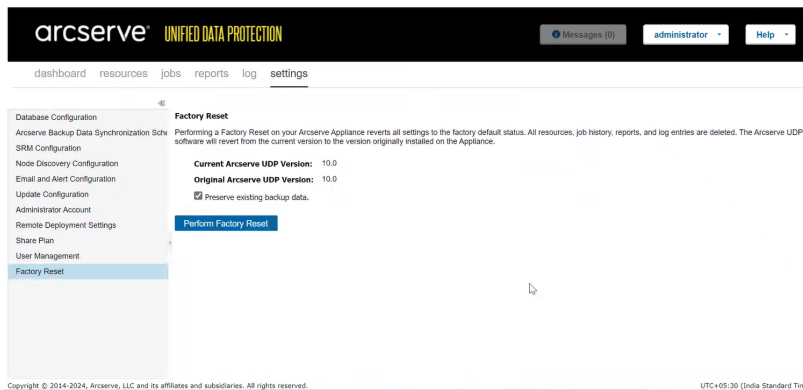 arcserve® UNIFIED DATA PROTECTION
Messages (0)
administrator
Help
dashboard resources jobs reports log settings
Database Configuration
Arcserve Backup Data Synchronization Sche
SRM Configuration
Node Discovery Configuration
Email and Alert Configuration
Update Configuration
Administrator Account
Remote Deployment Settings
Share Plan
User Management
Factory Reset
Factory Reset
Performing a Factory Reset on your Arcserve Appliance reverts all settings to the factory default status. All resources, job history, reports, and log entries are deleted. The Arcserve UDP
software will revert from the current version to the version originally installed on the Appliance.
Current Arcserve UDP Version: 10.0
Original Arcserve UDP Version: 10.0
Preserve existing backup data.
Perform Factory Reset
Copyright © 2014-2024, Arcserve, LLC and its affiliates and subsidiaries. All rights reserved.
UTC+05:30 (India Standard Tim